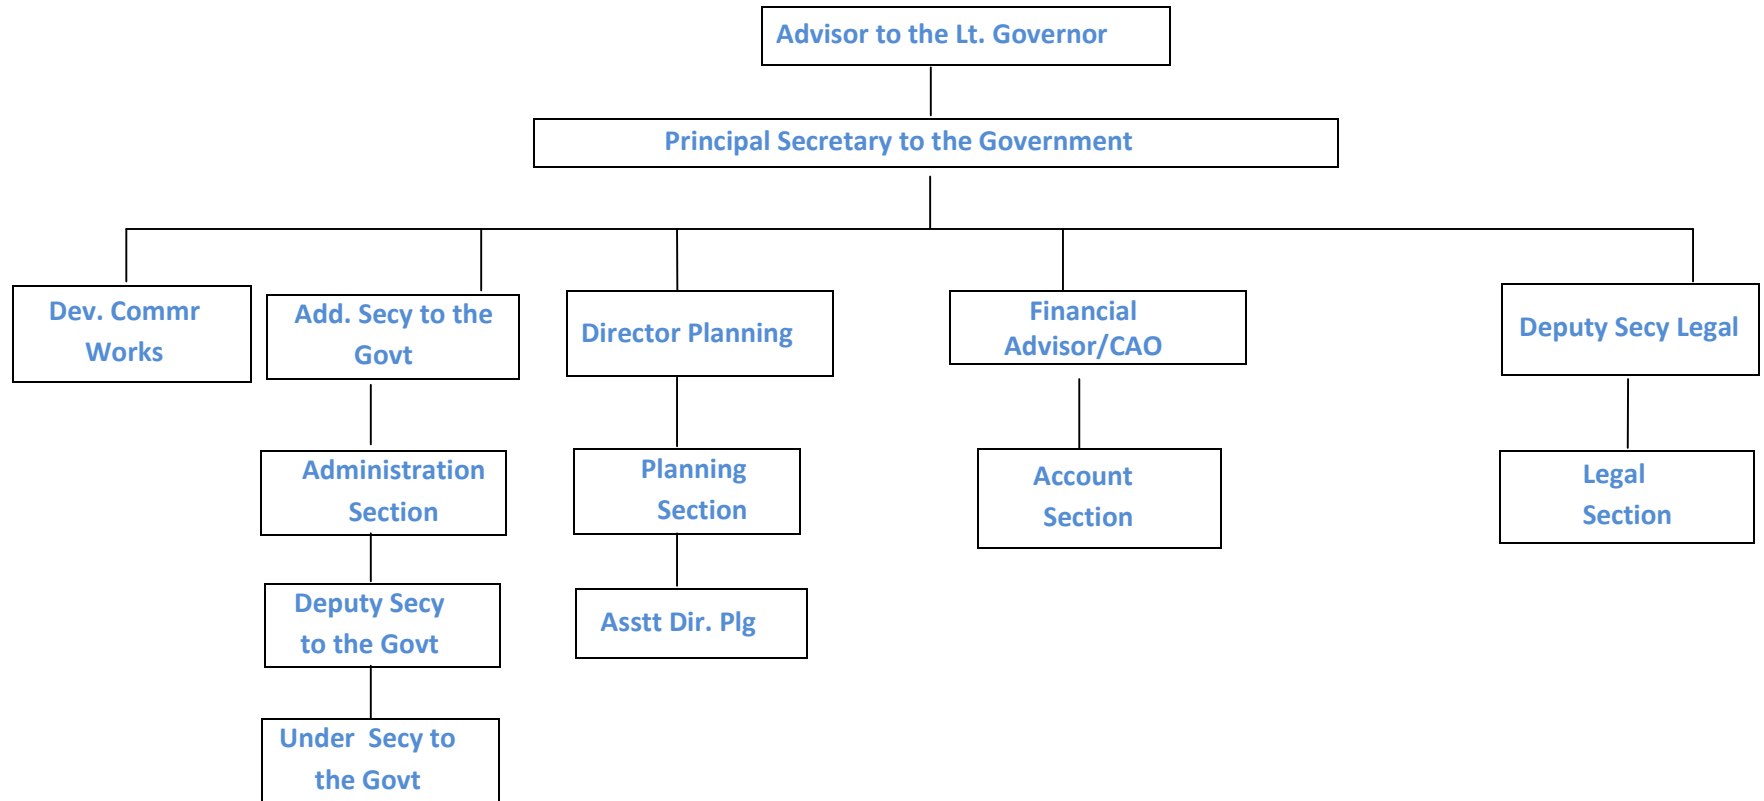 Advisor to the Lt. Governor
Principal Secretary to the Government
Dev. Commr
Works
Add. Secy to the
Govt
Director Planning
Financial
Advisor/CAO
Deputy Secy Legal
Administration
Section
Planning
Section
Account
Section
Legal
Section
Deputy Secy
to the Govt
Asstt Dir. Plg
Under Secy to
the Govt